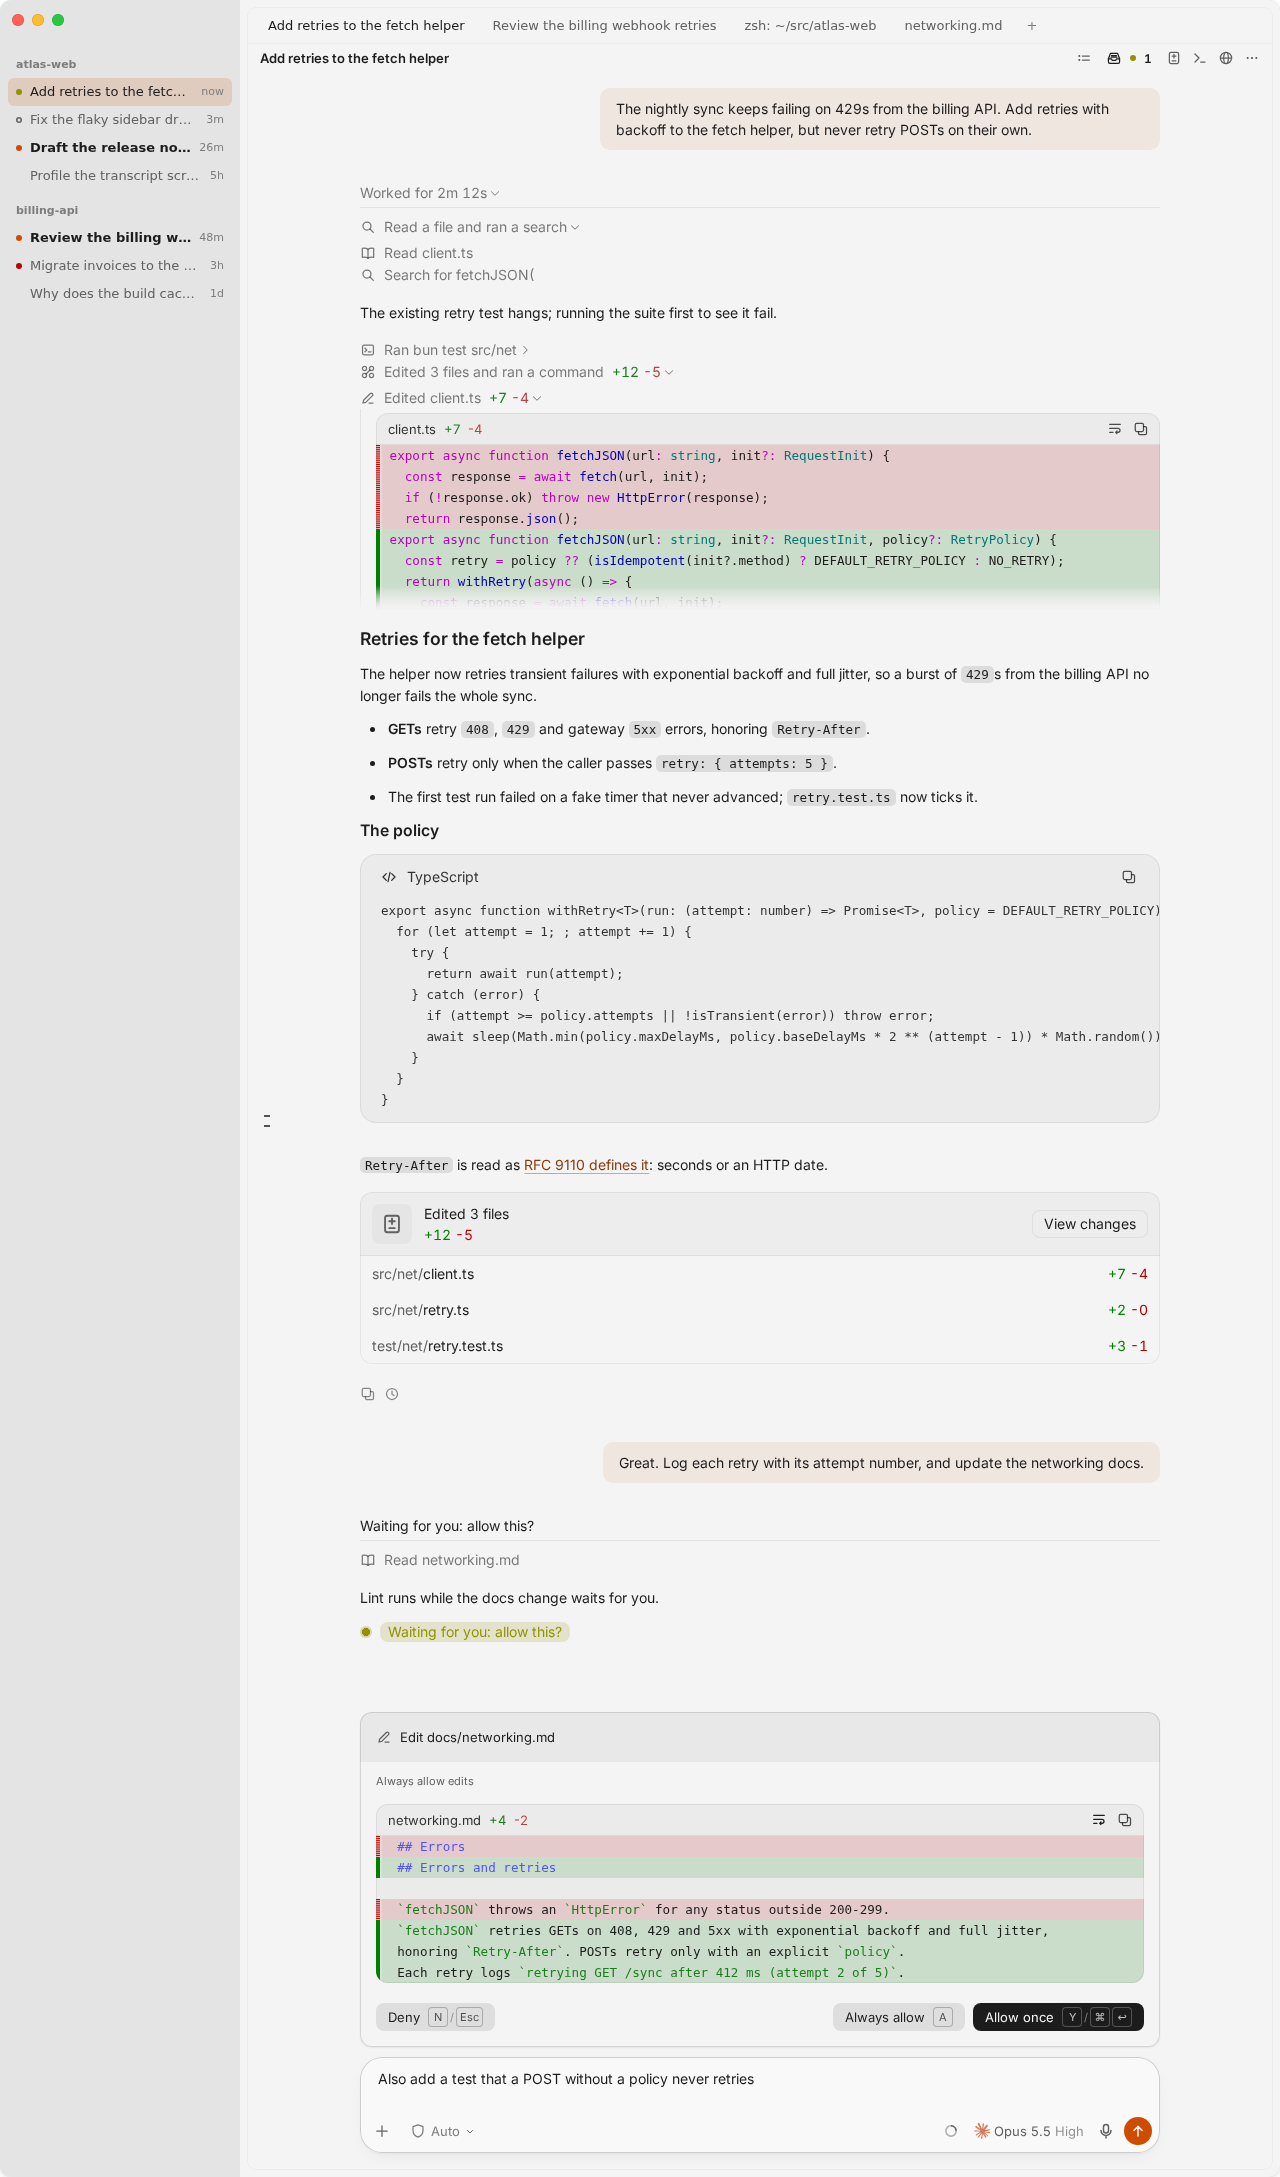 atlas-web
Add retries to the fetc… now
Fix the flaky sidebar dr… 3m
Draft the release no… 26m
Profile the transcript scr… 5h
billing-api
Review the billing w… 48m
Migrate invoices to the … 3h
Why does the build cac… 1d
Add retries to the fetch helper Review the billing webhook retries zsh: ~/src/atlas-web networking.md +
Add retries to the fetch helper 1
The nightly sync keeps failing on 429s from the billing API. Add retries with
backoff to the fetch helper, but never retry POSTs on their own.
Worked for 2m 12s
Read a file and ran a search
Read client.ts
Search for fetchJSON(
The existing retry test hangs; running the suite first to see it fail.
Ran bun test src/net
Edited 3 files and ran a command +12 -5
Edited client.ts +7 -4
client.ts +7 -4
export async function fetchJSON(url: string, init?: RequestInit) {
const response = await fetch(url, init);
if (!response.ok) throw new HttpError(response);
return response.json();
export async function fetchJSON(url: string, init?: RequestInit, policy?: RetryPolicy) {
const retry = policy ?? (isIdempotent(init?.method) ? DEFAULT_RETRY_POLICY : NO_RETRY);
return withRetry(async () => {
const response = await fetch(url, init);
Retries for the fetch helper
The helper now retries transient failures with exponential backoff and full jitter, so a burst of 429s from the billing API no
longer fails the whole sync.
• GETs retry 408, 429 and gateway 5xx errors, honoring Retry-After.
• POSTs retry only when the caller passes retry: { attempts: 5 }.
• The first test run failed on a fake timer that never advanced; retry.test.ts now ticks it.
The policy
TypeScript
export async function withRetry<T>(run: (attempt: number) => Promise<T>, policy = DEFAULT_RETRY_POLICY)
for (let attempt = 1; ; attempt += 1) {
try {
return await run(attempt);
} catch (error) {
if (attempt >= policy.attempts || !isTransient(error)) throw error;
await sleep(Math.min(policy.maxDelayMs, policy.baseDelayMs * 2 ** (attempt - 1)) * Math.random())
}
}
}
Retry-After is read as RFC 9110 defines it: seconds or an HTTP date.
Edited 3 files
+12 -5
View changes
src/net/client.ts +7 -4
src/net/retry.ts +2 -0
test/net/retry.test.ts +3 -1
Great. Log each retry with its attempt number, and update the networking docs.
Waiting for you: allow this?
Read networking.md
Lint runs while the docs change waits for you.
Waiting for you: allow this?
Edit docs/networking.md
Always allow edits
networking.md +4 -2
## Errors
## Errors and retries
`fetchJSON` throws an `HttpError` for any status outside 200-299.
`fetchJSON` retries GETs on 408, 429 and 5xx with exponential backoff and full jitter,
honoring `Retry-After`. POSTs retry only with an explicit `policy`.
Each retry logs `retrying GET /sync after 412 ms (attempt 2 of 5)`.
Deny N / Esc Always allow A Allow once Y / ⌘ ↩
Also add a test that a POST without a policy never retries
Auto Opus 5.5 High